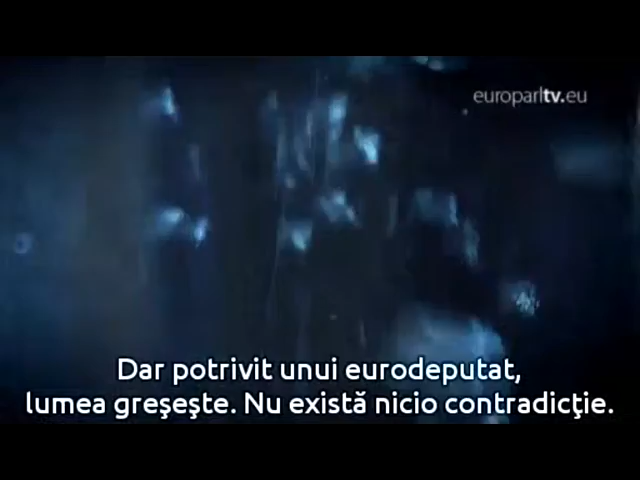 europarltv.eu
Dar potrivit unui eurodeputat,
lumea greşeşte. Nu există nicio contradicţie.